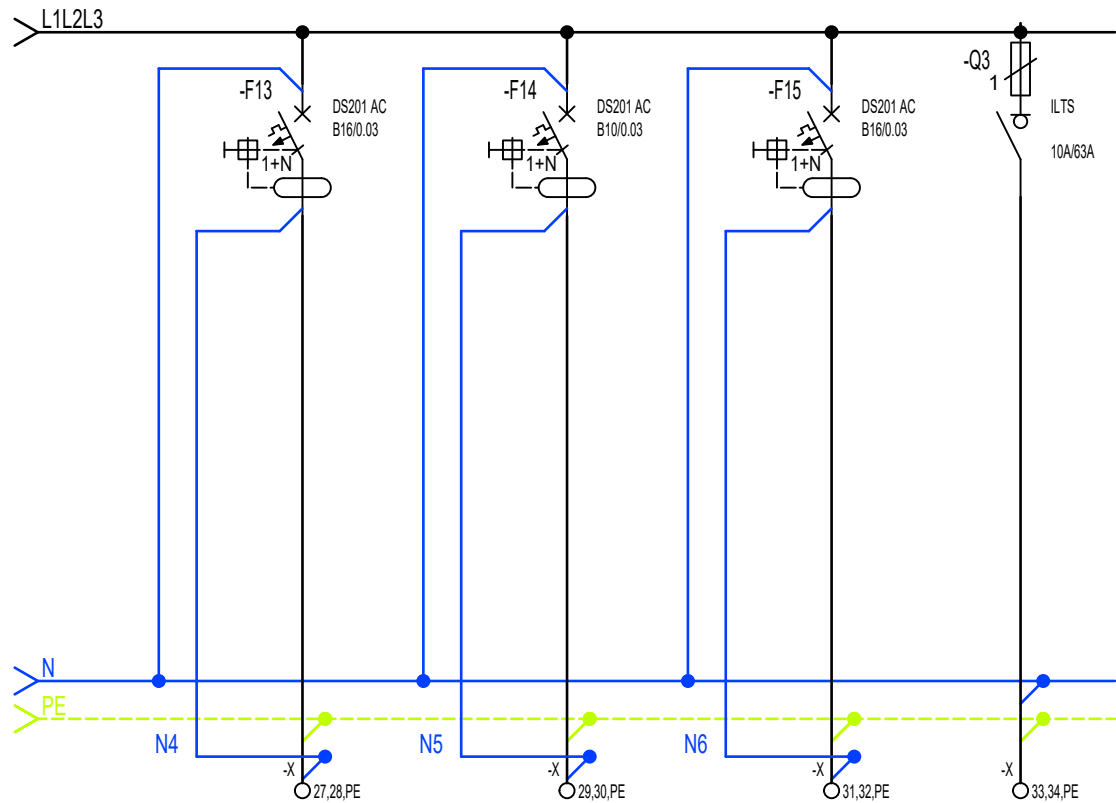 L1L2L3
-F13
DS201 AC
B16/0.03
1+N
-F14
DS201 AC
B10/0.03
1+N
-F15
DS201 AC
B16/0.03
1+N
-Q3
1
ILTS
10A/63A
N
PE
N4
N5
N6
-X
27,28,PE
-X
29,30,PE
-X
31,32,PE
-X
33,34,PE